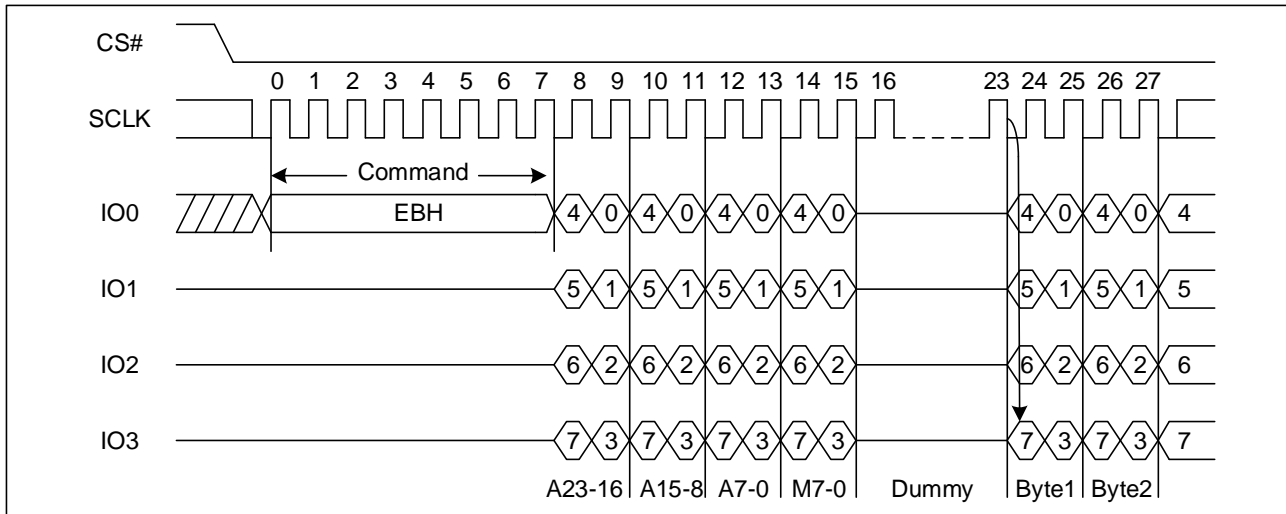 CS#
0 1 2 3 4 5 6 7 8 9 10 11 12 13 14 15 16 23 24 25 26 27
SCLK
Command
IO0 EBH 4 0 4 0 4 0 4 0 4 0 4 0 4
IO1 5 1 5 1 5 1 5 1 5 1 5 1 5
IO2 6 2 6 2 6 2 6 2 6 2 6 2 6
IO3 7 3 7 3 7 3 7 3 7 3 7 3 7
A23-16 A15-8 A7-0 M7-0 Dummy Byte1 Byte2